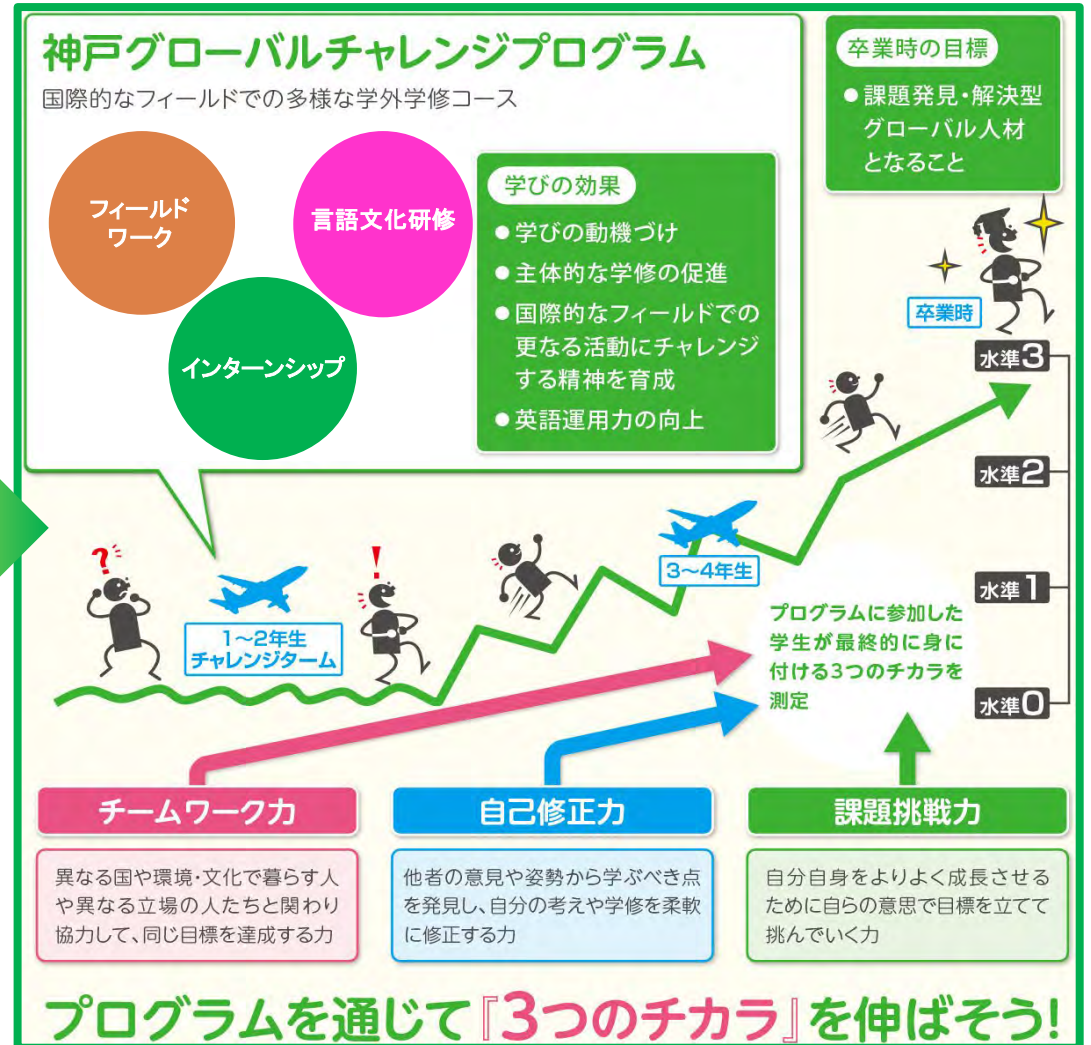 神戸グローバルチャレンジプログラム
国際的なフィールドでの多様な学外学修コース
フィールド
ワーク
言語文化研修
インターンシップ
学びの効果
●学びの動機づけ
●主体的な学修の促進
●国際的なフィールドでの
更なる活動にチャレンジ
する精神を育成
●英語運用力の向上
卒業時の目標
●課題発見・解決型
グローバル人材
となること
卒業時
水準3
水準2
水準1
水準0
?
!
1〜2年生
チャレンジターム
3〜4年生
プログラムに参加した
学生が最終的に身に
付ける3つのチカラを
測定
チームワーク力
異なる国や環境・文化で暮らす人
や異なる立場の人たちと関わり
協力して、同じ目標を達成する力
自己修正力
他者の意見や姿勢から学ぶべき点
を発見し、自分の考えや学修を柔軟
に修正する力
課題挑戦力
自分自身をよりよく成長させる
ために自らの意思で目標を立てて
挑んでいく力
プログラムを通じて『3つのチカラ』を伸ばそう!